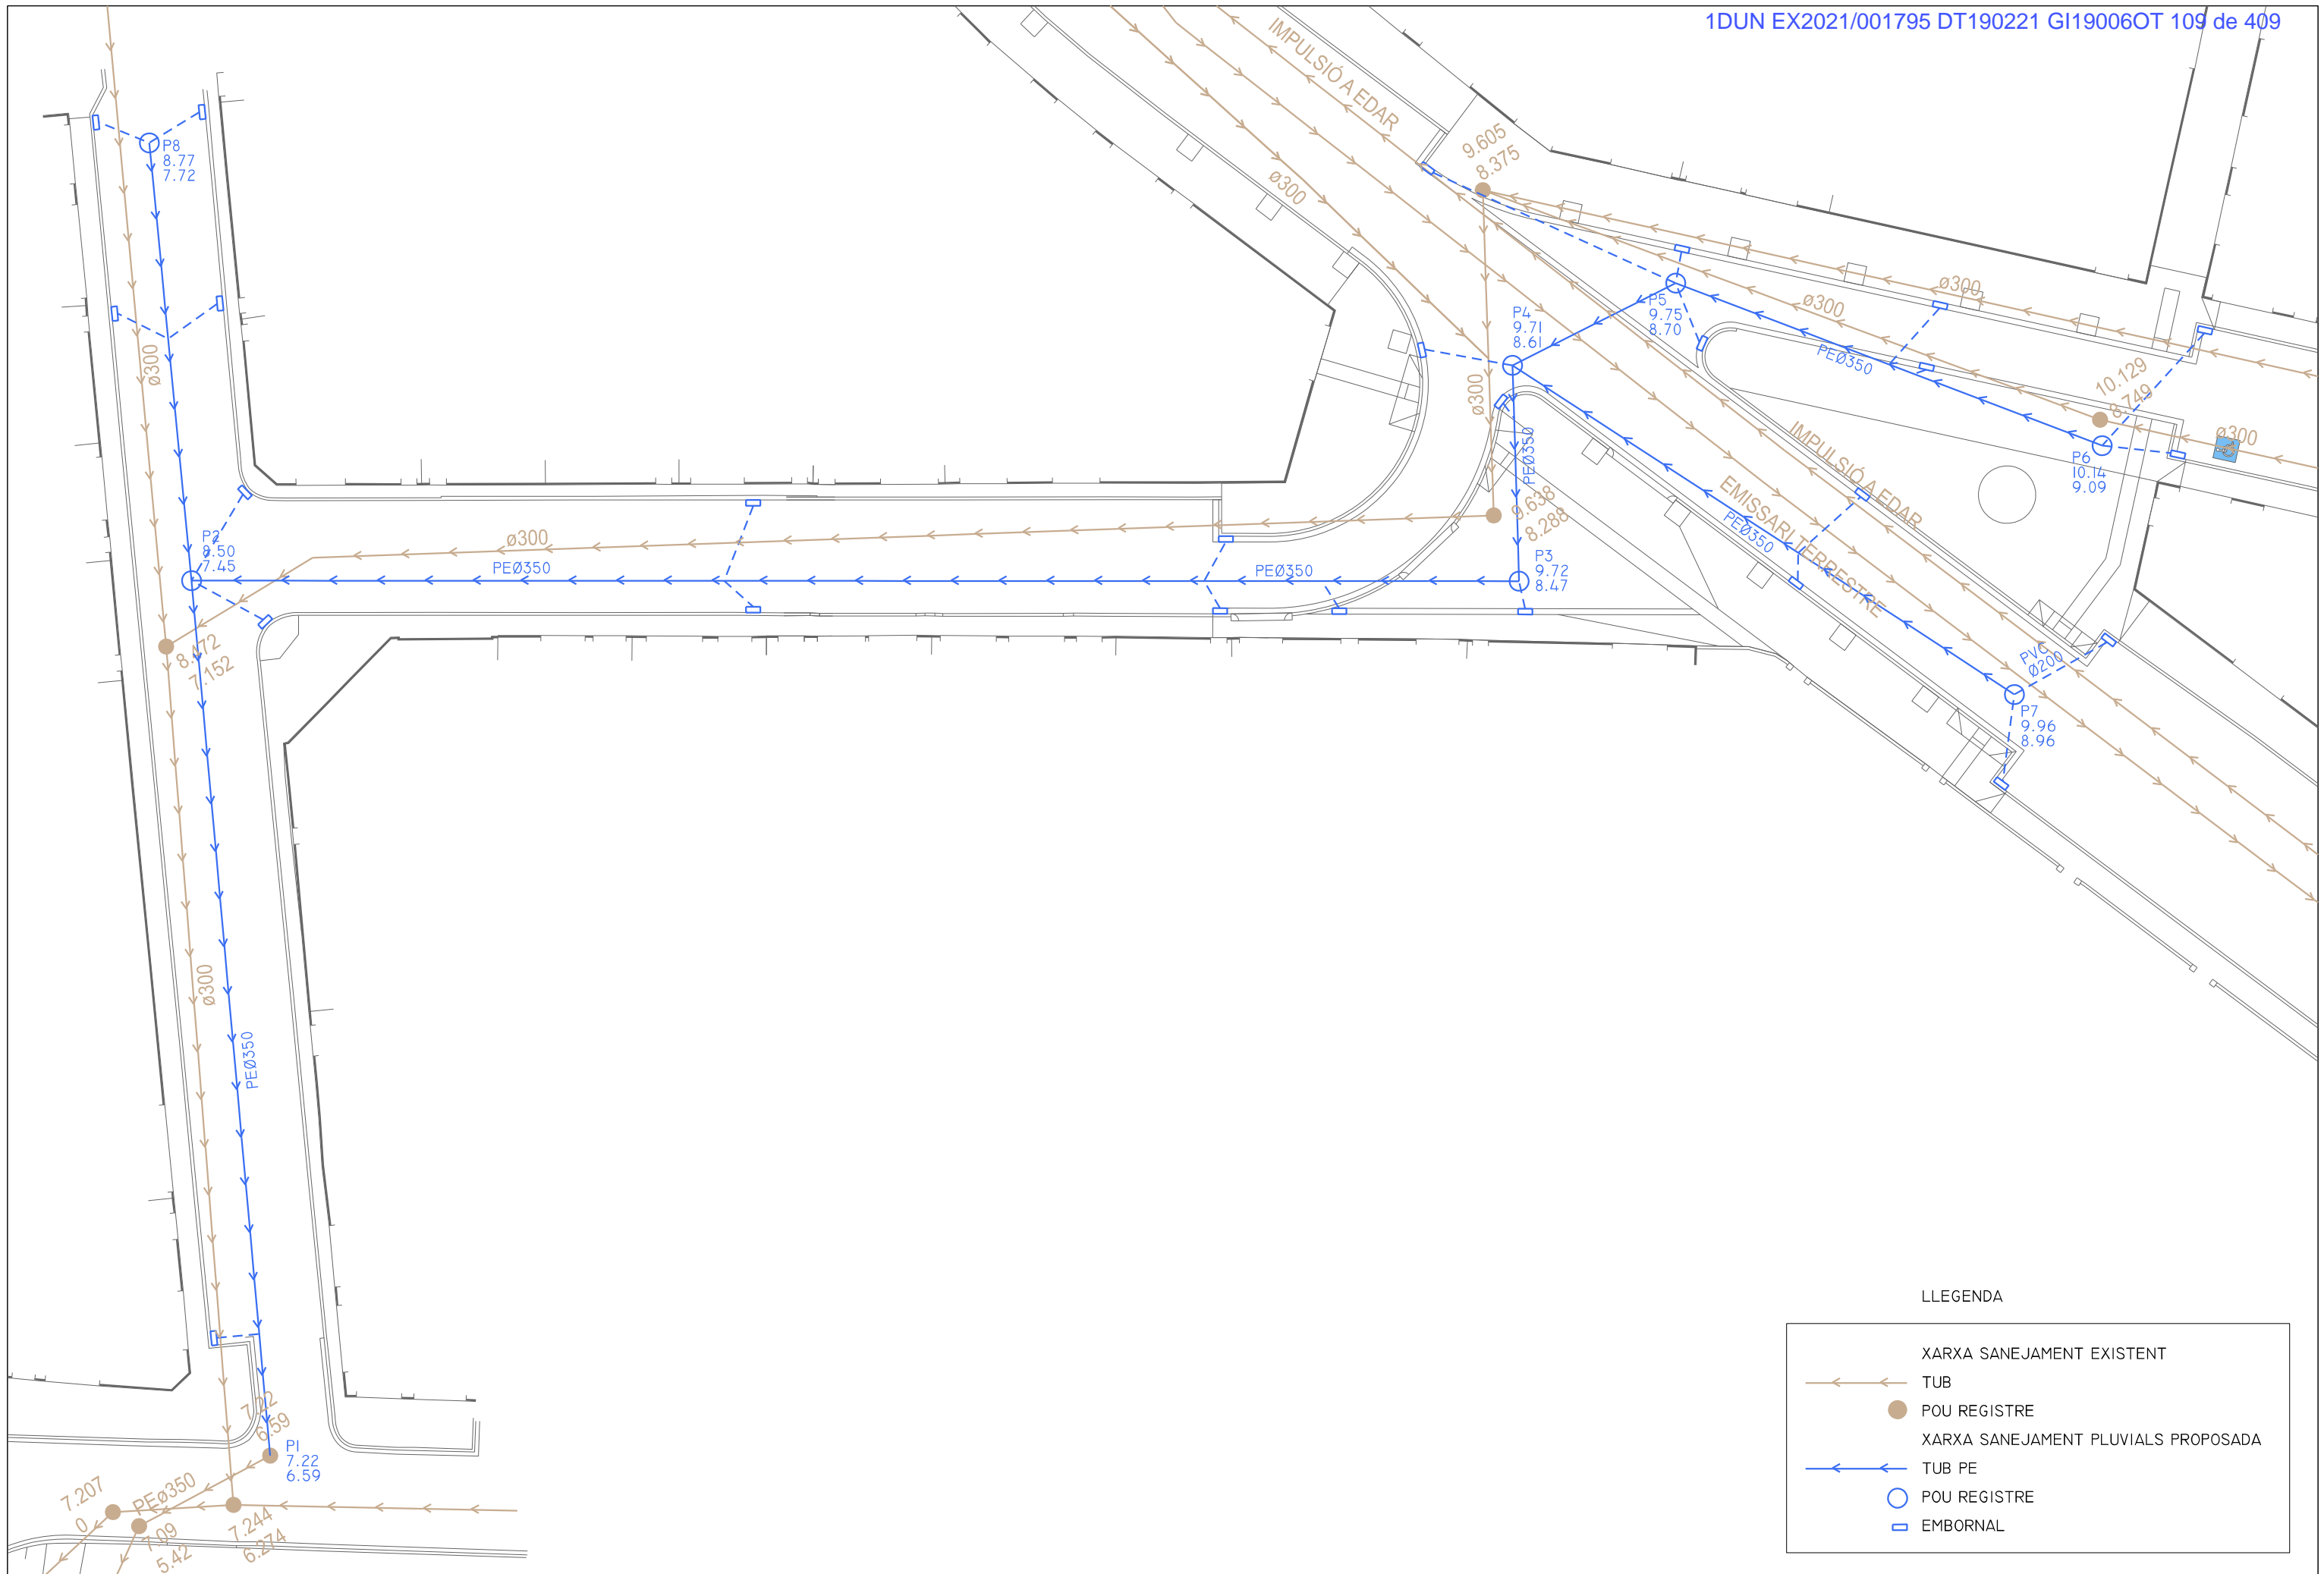 1DUN EX2021/001795 DT190221 GI19006OT 109 de 409
IMPULSIÓ A EDAR
9.605
8.375
P8
8.77
7.72
ø300
ø300
ø300
P5
9.75
8.70
P4
9.71
8.61
ø300
PEØ350
10.129
8.749
ø300
ø300
PEØ350
IMPULSIÓ A EDAR
P6
10.14
9.09
EMISSARI TERRESTRE
PEØ350
9.638
8.288
P2
8.50
7.45
ø300
PEØ350
PEØ350
P3
9.72
8.47
8.472
7.152
PVC
Ø200
P7
9.96
8.96
ø300
PEØ350
7.22
6.59
P1
7.22
6.59
7.207
0
PEø350
7.09
5.42
7.244
6.274
LLEGENDA
XARXA SANEJAMENT EXISTENT
TUB
POU REGISTRE
XARXA SANEJAMENT PLUVIALS PROPOSADA
TUB PE
POU REGISTRE
EMBORNAL